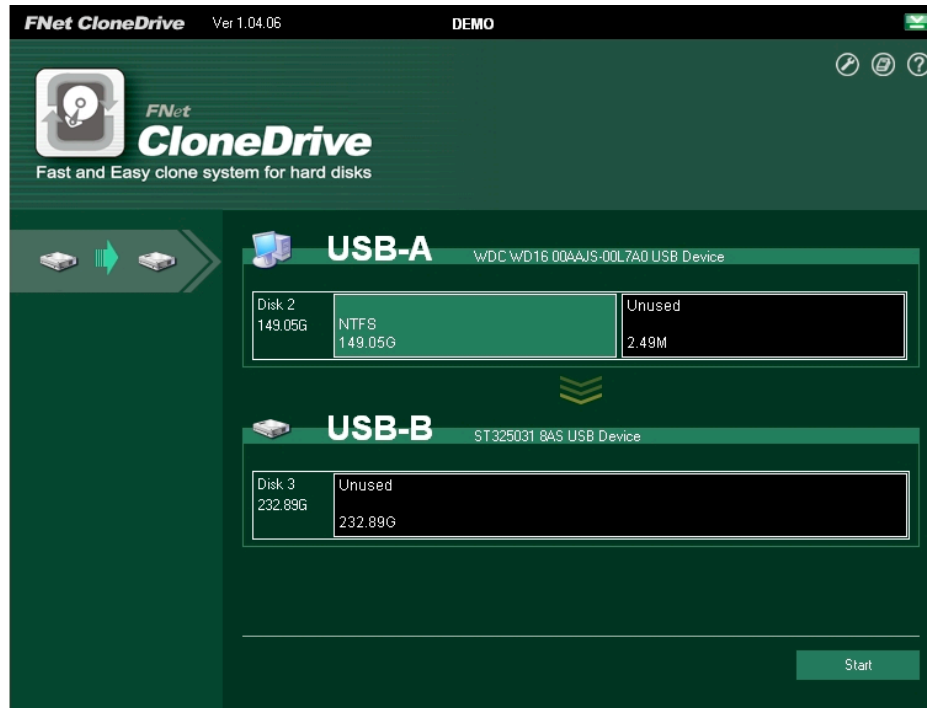 FNet CloneDrive Ver 1.04.06 DEMO
FNet
CloneDrive
Fast and Easy clone system for hard disks
USB-A WDC WD16 00AAJS-00L7A0 USB Device
Disk 2
149.05G
NTFS
149.05G
Unused
2.49M
USB-B ST325031 8AS USB Device
Disk 3
232.89G
Unused
232.89G
Start